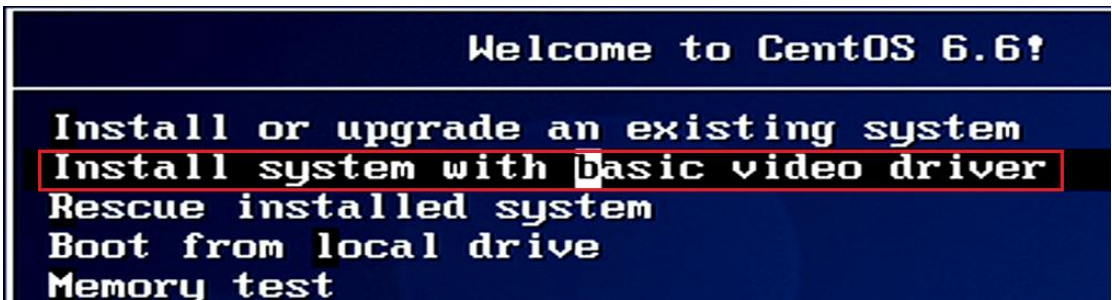 Welcome to CentOS 6.6!
Install or upgrade an existing system
Install system with basic video driver
Rescue installed system
Boot from local drive
Memory test